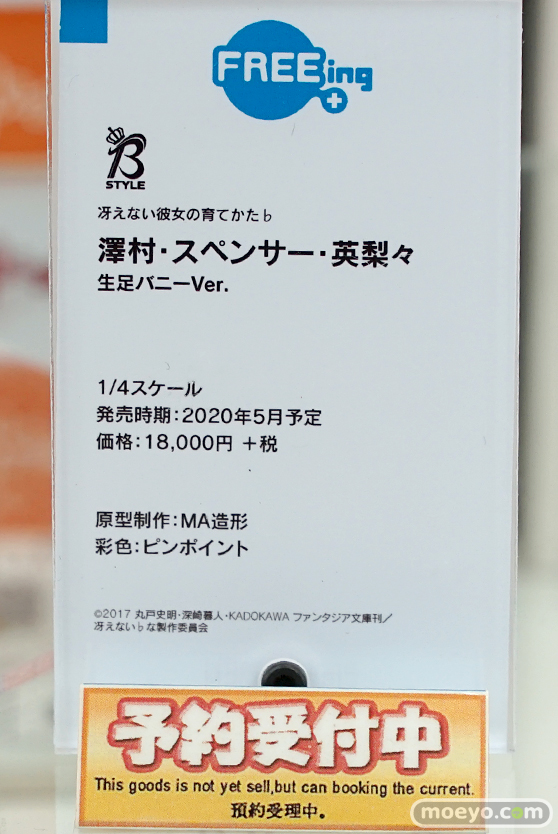 FREEing
B
STYLE
冴えない彼女の育てかた♭
澤村・スペンサー・英梨々
生足バニーVer.
1/4スケール
発売時期：2020年5月予定
価格：18,000円 ＋税
原型制作：MA造形
彩色：ピンポイント
©2017 丸戸史明・深崎暮人・KADOKAWA ファンタジア文庫刊／
冴えない♭な製作委員会
予約受付中
This goods is not yet sell,but can booking the current.
預約受理中。
moeyo.com